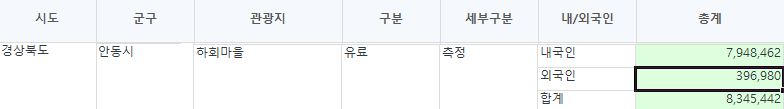 시도 군구 관광지 구분 세부구분 내/외국인 총계
경상북도 안동시 하회마을 유료 측정 내국인 7,948,462
외국인 396,980
합계 8,345,442